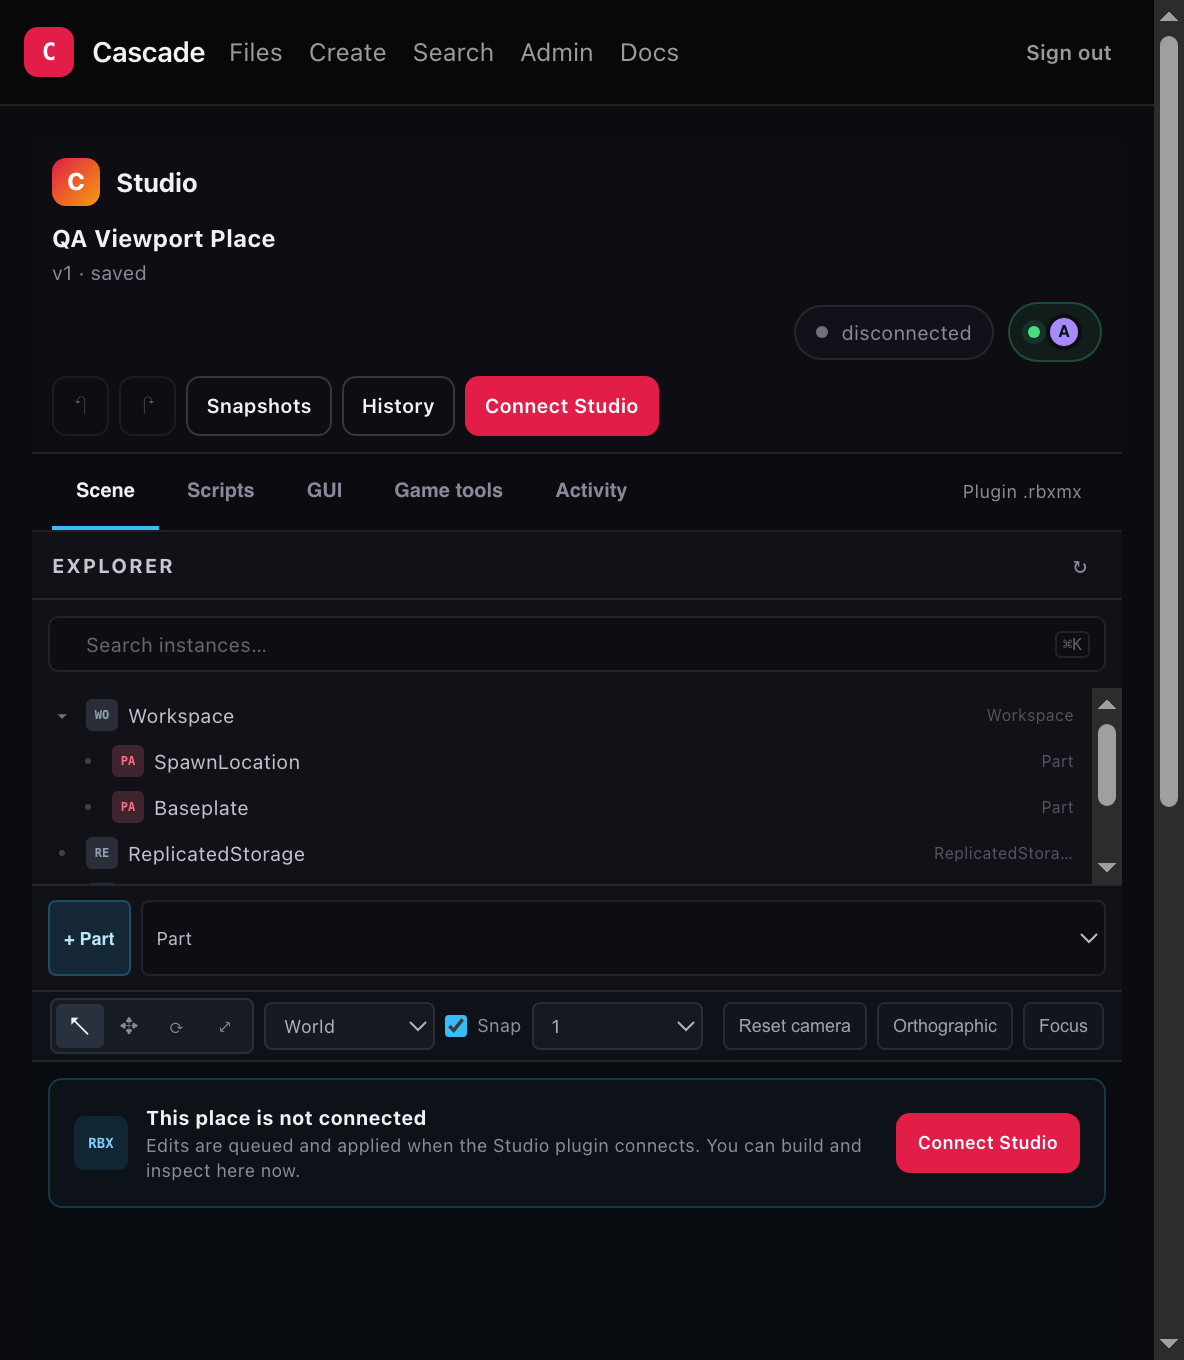 C Cascade Files Create Search Admin Docs Sign out
C Studio
QA Viewport Place
v1 · saved
disconnected A
Snapshots History Connect Studio
Scene Scripts GUI Game tools Activity Plugin .rbxmx
EXPLORER ↻
Search instances... ⌘K
WO Workspace Workspace
PA SpawnLocation Part
PA Baseplate Part
RE ReplicatedStorage ReplicatedStora...
+ Part Part
World Snap 1 Reset camera Orthographic Focus
This place is not connected
RBX Edits are queued and applied when the Studio plugin connects. You can build and
inspect here now.
Connect Studio